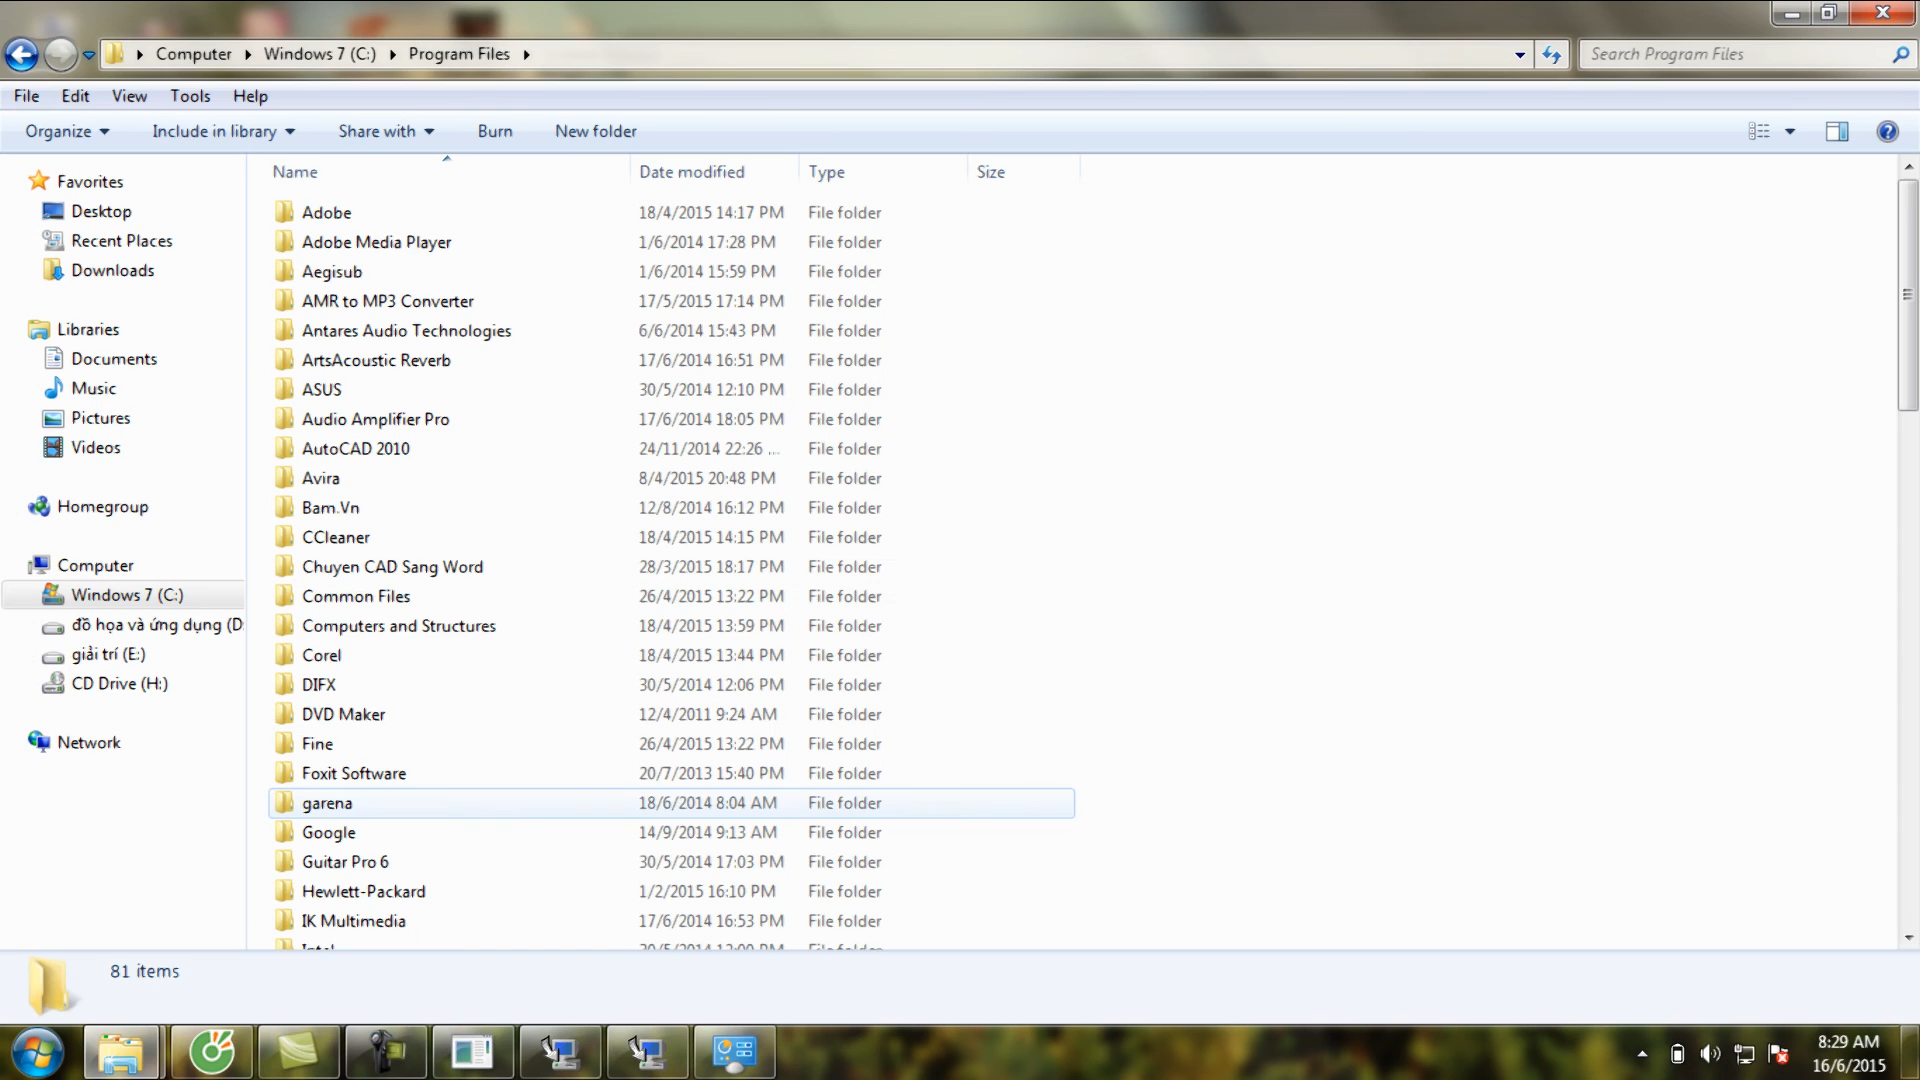 Computer Windows 7 (C:) Program Files
Search Program Files
File Edit View Tools Help
Organize Include in library Share with Burn New folder
Name Date modified Type Size
Favorites
Desktop
Recent Places
Downloads
Libraries
Documents
Music
Pictures
Videos
Homegroup
Computer
Windows 7 (C:)
đồ họa và ứng dụng (D:
giải trí (E:)
CD Drive (H:)
Network
Adobe 18/4/2015 14:17 PM File folder
Adobe Media Player 1/6/2014 17:28 PM File folder
Aegisub 1/6/2014 15:59 PM File folder
AMR to MP3 Converter 17/5/2015 17:14 PM File folder
Antares Audio Technologies 6/6/2014 15:43 PM File folder
ArtsAcoustic Reverb 17/6/2014 16:51 PM File folder
ASUS 30/5/2014 12:10 PM File folder
Audio Amplifier Pro 17/6/2014 18:05 PM File folder
AutoCAD 2010 24/11/2014 22:26 ... File folder
Avira 8/4/2015 20:48 PM File folder
Bam.Vn 12/8/2014 16:12 PM File folder
CCleaner 18/4/2015 14:15 PM File folder
Chuyen CAD Sang Word 28/3/2015 18:17 PM File folder
Common Files 26/4/2015 13:22 PM File folder
Computers and Structures 18/4/2015 13:59 PM File folder
Corel 18/4/2015 13:44 PM File folder
DIFX 30/5/2014 12:06 PM File folder
DVD Maker 12/4/2011 9:24 AM File folder
Fine 26/4/2015 13:22 PM File folder
Foxit Software 20/7/2013 15:40 PM File folder
garena 18/6/2014 8:04 AM File folder
Google 14/9/2014 9:13 AM File folder
Guitar Pro 6 30/5/2014 17:03 PM File folder
Hewlett-Packard 1/2/2015 16:10 PM File folder
IK Multimedia 17/6/2014 16:53 PM File folder
81 items
8:29 AM
16/6/2015